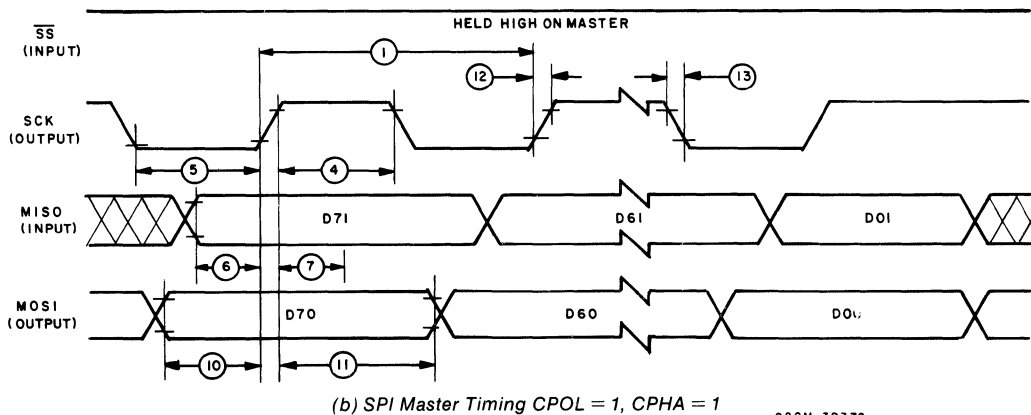 HELD HIGH ON MASTER
SS
(INPUT)
1
12
13
SCK
(OUTPUT)
5
4
MISO
(INPUT)
D71
D61
D01
6
7
MOSI
(OUTPUT)
D70
D60
10
11
(b) SPI Master Timing CPOL = 1, CPHA = 1